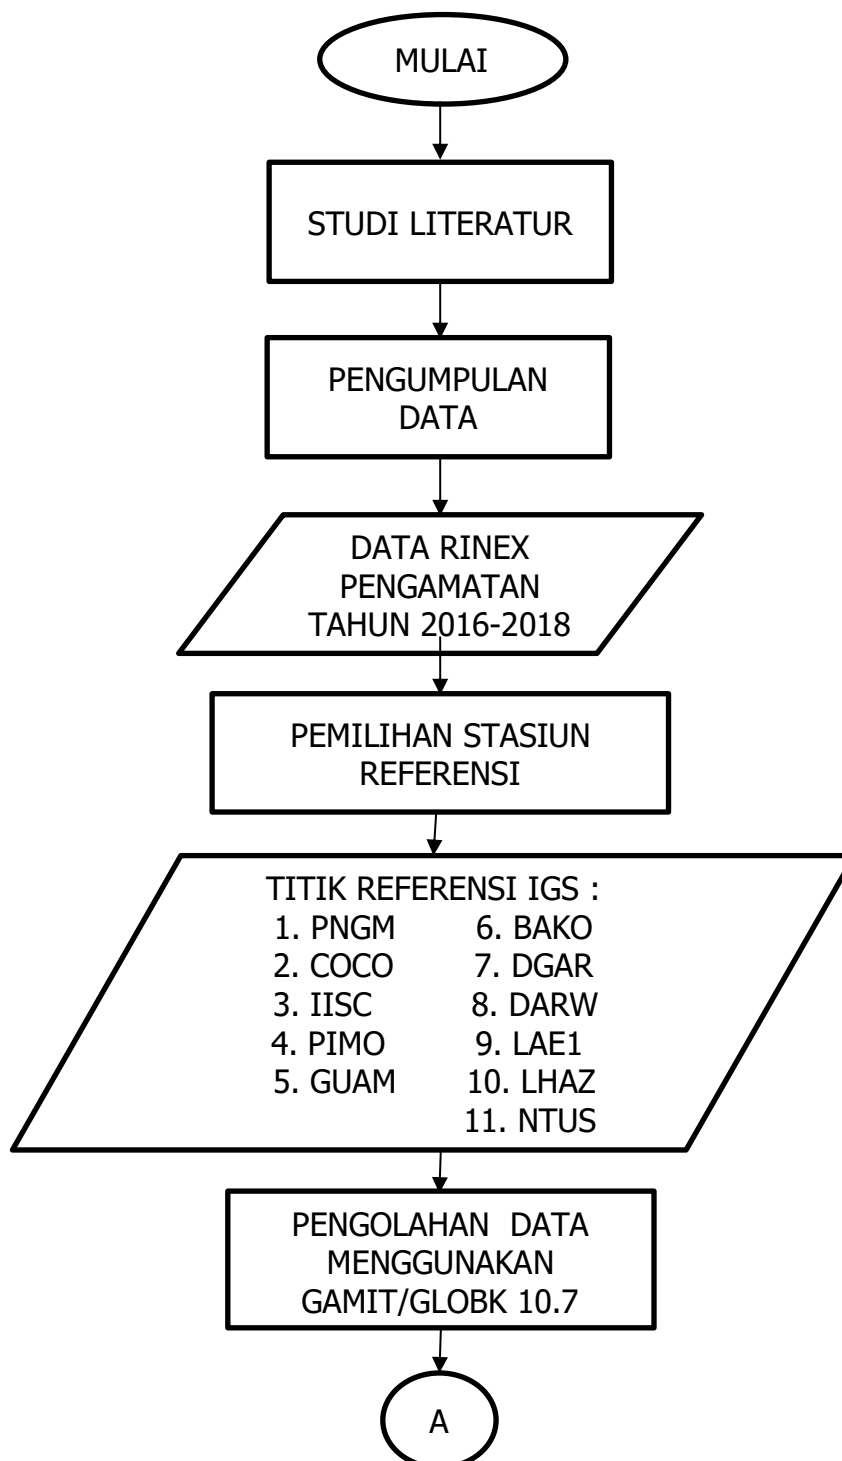 MULAI
STUDI LITERATUR
PENGUMPULAN
DATA
DATA RINEX
PENGAMATAN
TAHUN 2016-2018
PEMILIHAN STASIUN
REFERENSI
TITIK REFERENSI IGS :
1. PNGM 6. BAKO
2. COCO 7. DGAR
3. IISC 8. DARW
4. PIMO 9. LAE1
5. GUAM 10. LHAZ
11. NTUS
PENGOLAHAN DATA
MENGGUNAKAN
GAMIT/GLOBK 10.7
A